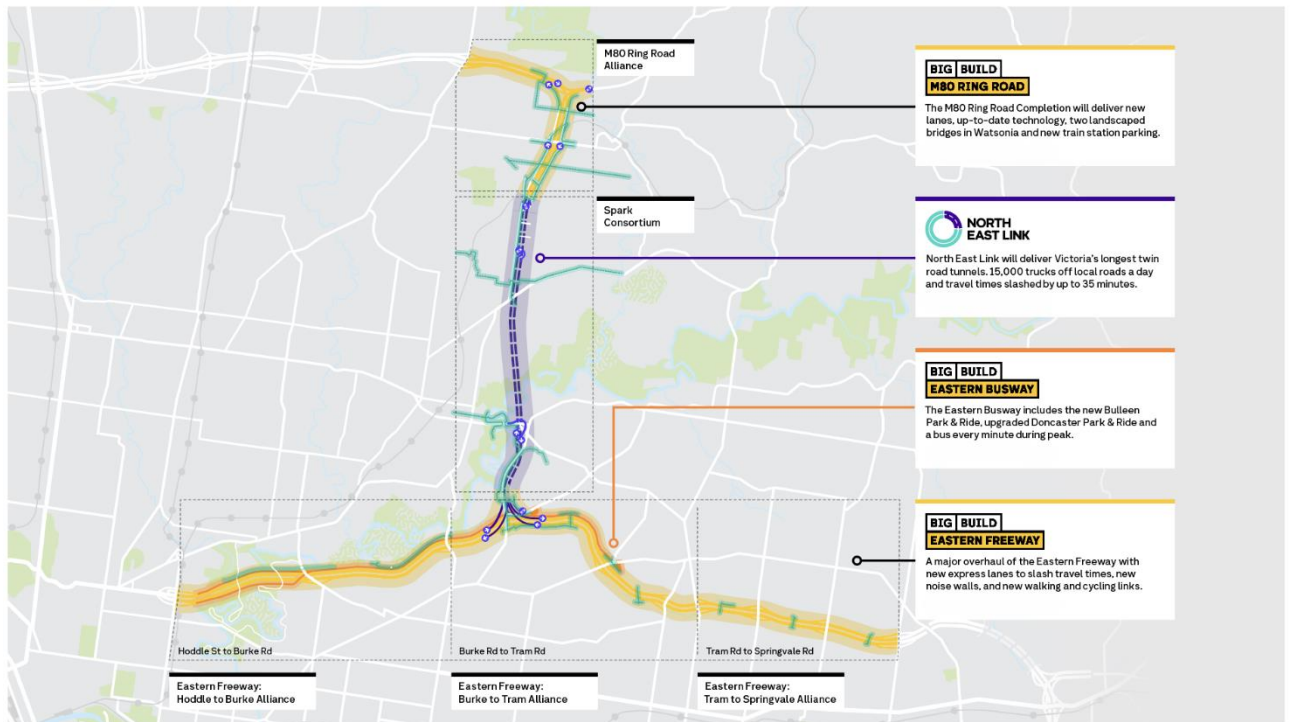 M80 Ring Road
Alliance
Spark
Consortium
BIG BUILD
M80 RING ROAD
The M80 Ring Road Completion will deliver new
lanes, up-to-date technology, two landscaped
bridges in Watsonia and new train station parking.
NORTH
EAST LINK
North East Link will deliver Victoria's longest twin
road tunnels. 15,000 trucks off local roads a day
and travel times slashed by up to 35 minutes.
BIG BUILD
EASTERN BUSWAY
The Eastern Busway includes the new Bulleen
Park & Ride, upgraded Doncaster Park & Ride and
a bus every minute during peak.
BIG BUILD
EASTERN FREEWAY
A major overhaul of the Eastern Freeway with
new express lanes to slash travel times, new
noise walls, and new walking and cycling links.
Hoddle St to Burke Rd
Burke Rd to Tram Rd
Tram Rd to Springvale Rd
Eastern Freeway:
Hoddle to Burke Alliance
Eastern Freeway:
Burke to Tram Alliance
Eastern Freeway:
Tram to Springvale Alliance